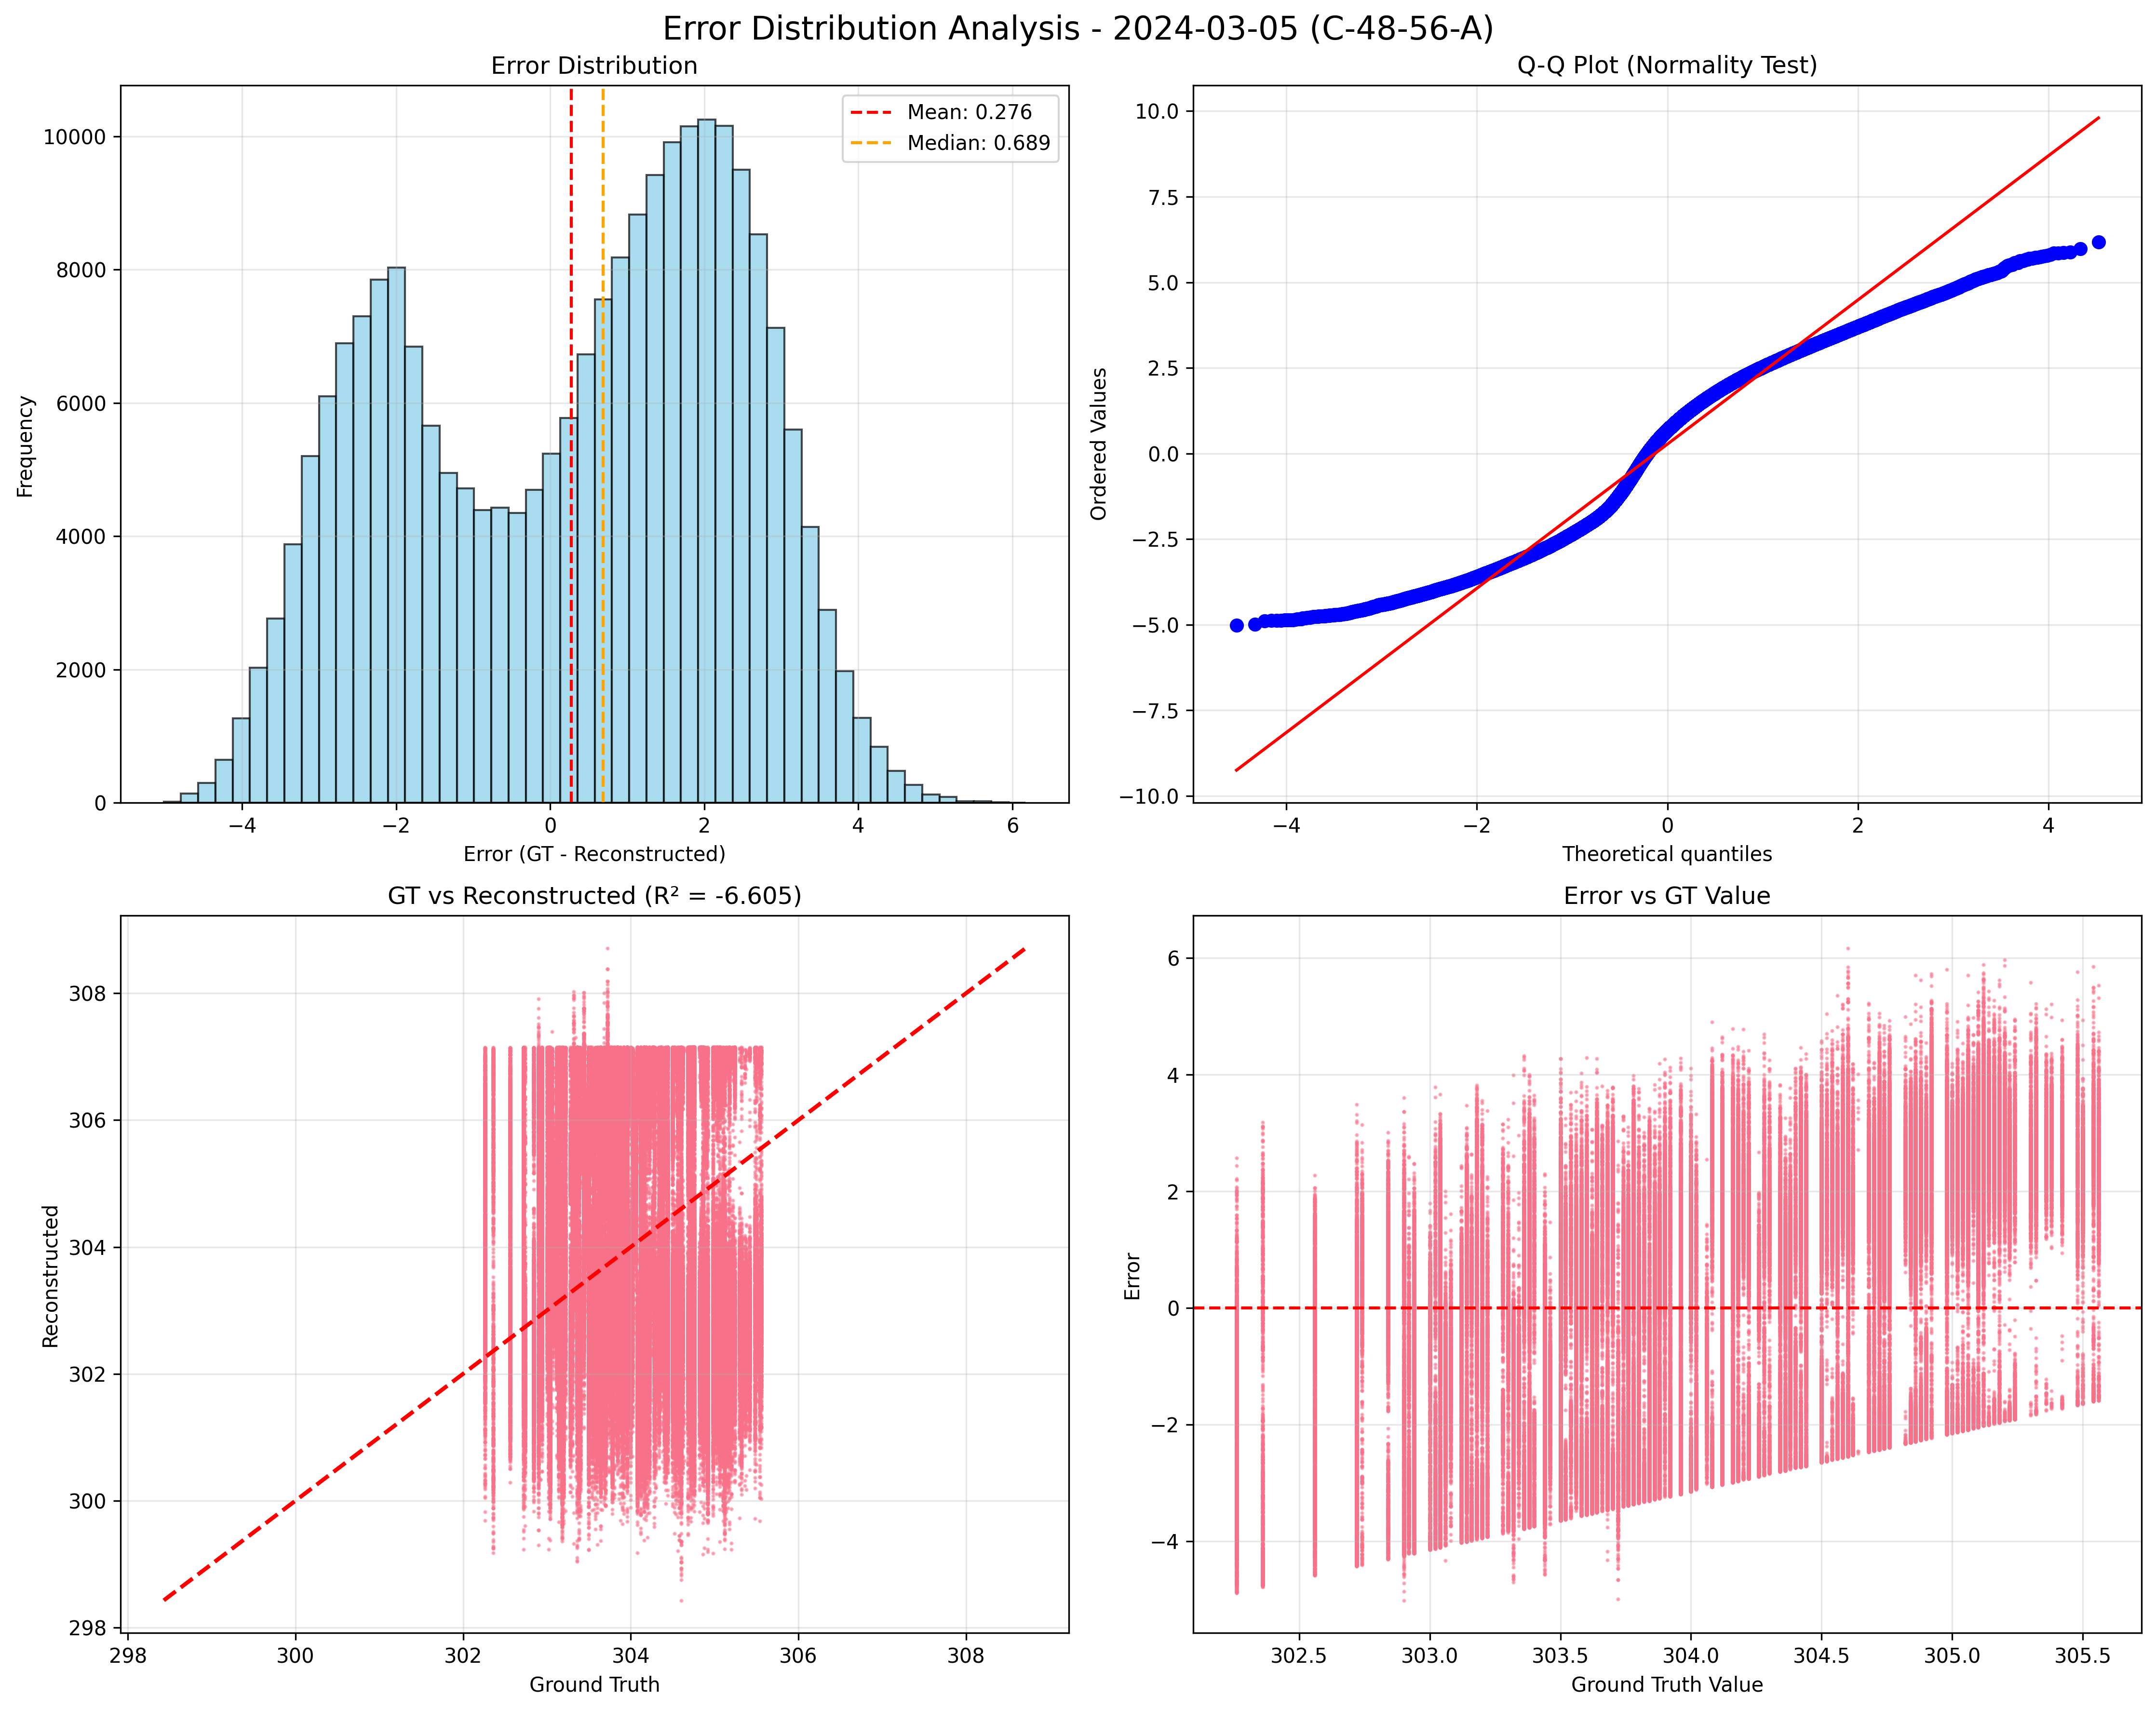 Error Distribution Analysis - 2024-03-05 (C-48-56-A)
Error Distribution
Mean: 0.276
Median: 0.689
Frequency
10000
8000
6000
4000
2000
0
−4 −2 0 2 4 6
Error (GT - Reconstructed)
Q-Q Plot (Normality Test)
Ordered Values
10.0
7.5
5.0
2.5
0.0
−2.5
−5.0
−7.5
−10.0
−4 −2 0 2 4
Theoretical quantiles
GT vs Reconstructed (R² = -6.605)
Reconstructed
308
306
304
302
300
298
298 300 302 304 306 308
Ground Truth
Error vs GT Value
Error
6
4
2
0
−2
−4
302.5 303.0 303.5 304.0 304.5 305.0 305.5
Ground Truth Value